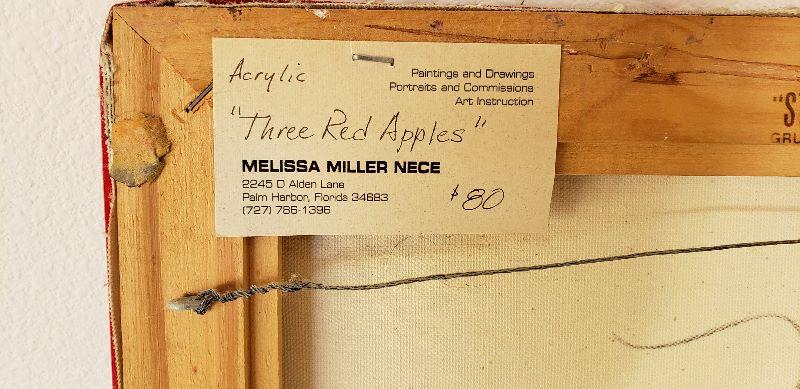 Acrylic
Paintings and Drawings
Portraits and Commissions
Art Instruction
"Three Red Apples"
MELISSA MILLER NECE
2245 D Alden Lane
Palm Harbor, Florida 34683
(727) 786-1396
$80